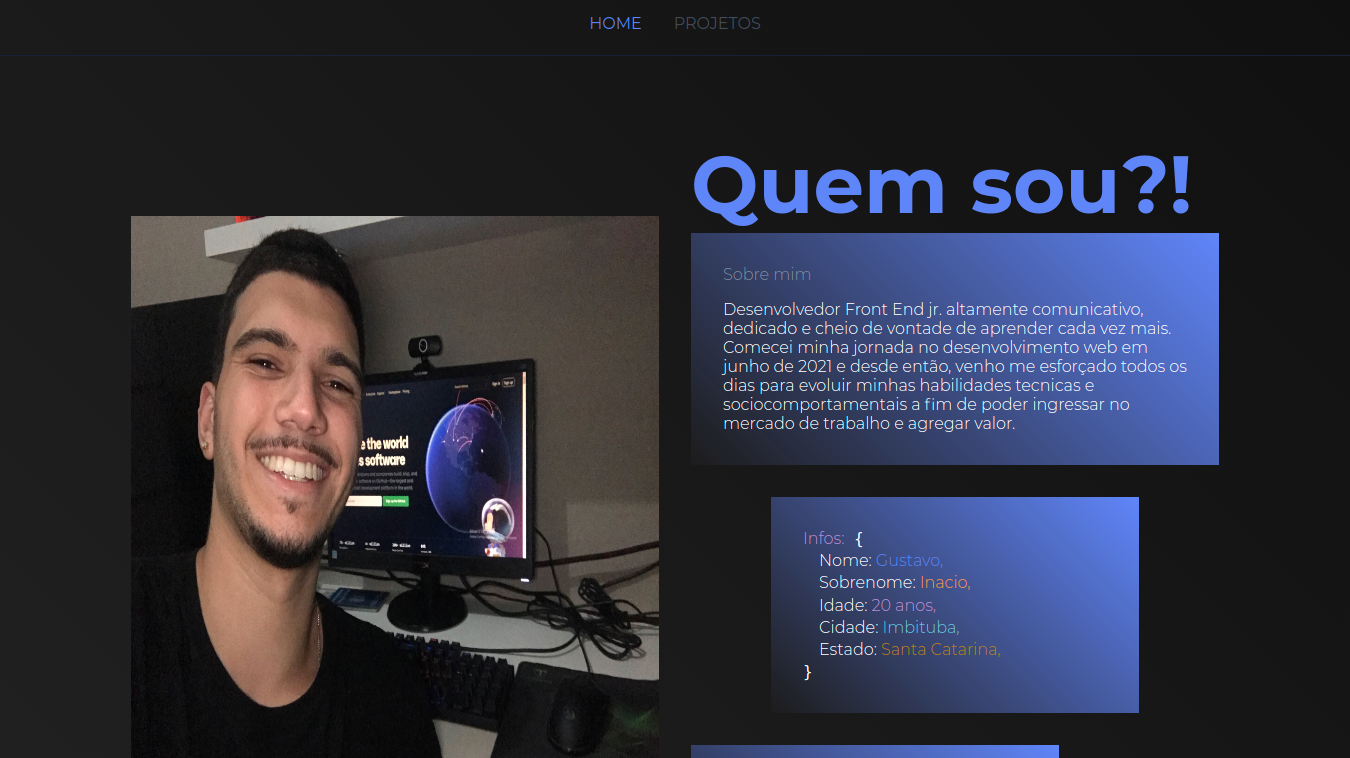 HOME PROJETOS
Quem sou?!
Sobre mim
Desenvolvedor Front End jr. altamente comunicativo,
dedicado e cheio de vontade de aprender cada vez mais.
Comecei minha jornada no desenvolvimento web em
junho de 2021 e desde então, venho me esforçado todos os
dias para evoluir minhas habilidades tecnicas e
sociocomportamentais a fim de poder ingressar no
mercado de trabalho e agregar valor.
Infos: {
Nome: Gustavo,
Sobrenome: Inacio,
Idade: 20 anos,
Cidade: Imbituba,
Estado: Santa Catarina,
}
the world
software